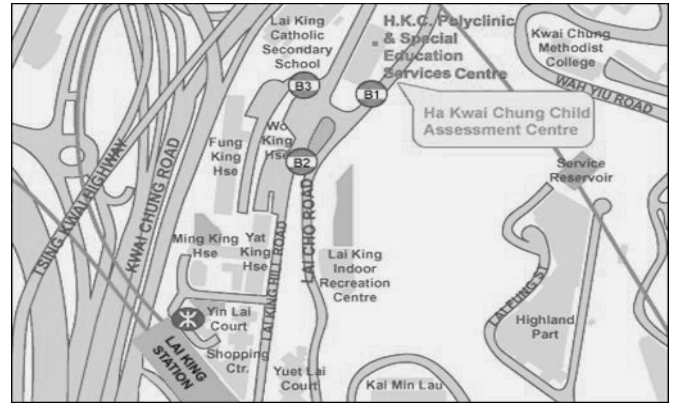 Lai King
Catholic
Secondary
School
H.K.C. Polyclinic
& Special
Education
Services Centre
Kwai Chung
Methodist
College
WAH YIU ROAD
B3
B1
Ha Kwai Chung Child
Assessment Centre
Wo
King
Hse
Fung
King
Hse
B2
Service
Reservoir
TSING KWAI HIGHWAY
KWAI CHUNG ROAD
LAI KING HILL ROAD
LAI CHO ROAD
Ming King
Hse
Yat
King
Hse
Lai King
Indoor
Recreation
Centre
LAI EUNG ST
Highland
Part
Yin Lai
Court
LAI KING
STATION
Shopping
Ctr.
Yuet Lai
Court
Kai Min Lau